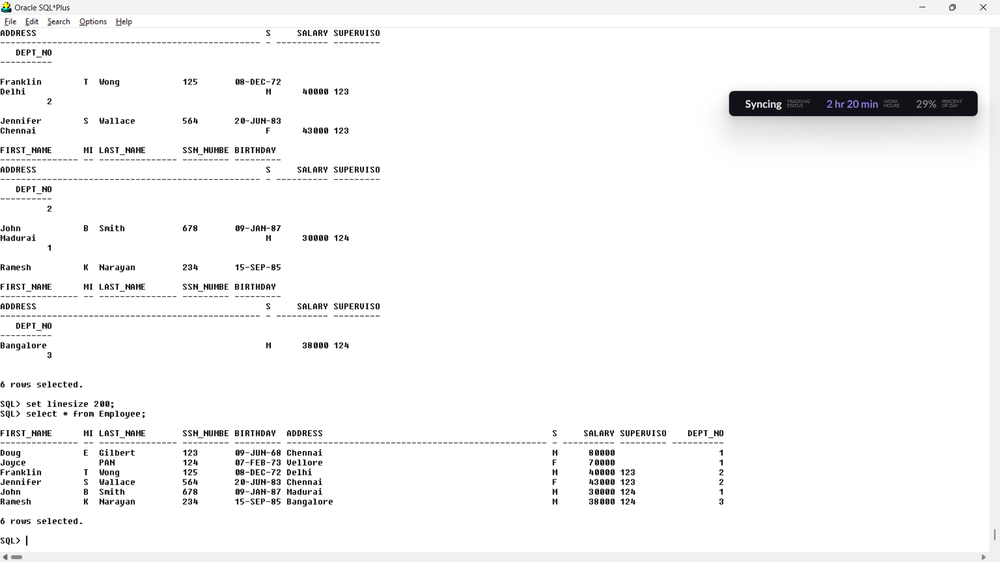 Oracle SQL*Plus
File Edit Search Options Help
ADDRESS                                            S     SALARY SUPERVISO
-------------------------------------------------- - ---------- ---------
   DEPT_NO
----------
Franklin        T  Wong            125       08-DEC-72
Delhi                                              M      40000 123
         2
Jennifer        S  Wallace         564       20-JUN-83
Chennai                                            F      43000 123
FIRST_NAME      MI LAST_NAME       SSN_NUMBE BIRTHDAY
--------------- -- --------------- --------- ---------
ADDRESS                                            S     SALARY SUPERVISO
-------------------------------------------------- - ---------- ---------
   DEPT_NO
----------
         2
John            B  Smith           678       09-JAN-87
Madurai                                            M      30000 124
         1
Ramesh          K  Narayan         234       15-SEP-85
FIRST_NAME      MI LAST_NAME       SSN_NUMBE BIRTHDAY
--------------- -- --------------- --------- ---------
ADDRESS                                            S     SALARY SUPERVISO
-------------------------------------------------- - ---------- ---------
   DEPT_NO
----------
Bangalore                                          M      38000 124
         3
6 rows selected.
SQL> set linesize 200;
SQL> select * from Employee;
FIRST_NAME      MI LAST_NAME       SSN_NUMBE BIRTHDAY  ADDRESS                                            S     SALARY SUPERVISO    DEPT_NO
--------------- -- --------------- --------- --------- -------------------------------------------------- - ---------- --------- ----------
Doug            E  Gilbert         123       09-JUN-68 Chennai                                            M      80000                    1
Joyce              PAN             124       07-FEB-73 Vellore                                            F      70000                    1
Franklin        T  Wong            125       08-DEC-72 Delhi                                              M      40000 123                2
Jennifer        S  Wallace         564       20-JUN-83 Chennai                                            F      43000 123                2
John            B  Smith           678       09-JAN-87 Madurai                                            M      30000 124                1
Ramesh          K  Narayan         234       15-SEP-85 Bangalore                                          M      38000 124                3
6 rows selected.
SQL>
Syncing TRACKING STATUS 2 hr 20 min WORK HOURS 29% PERCENT OF DAY